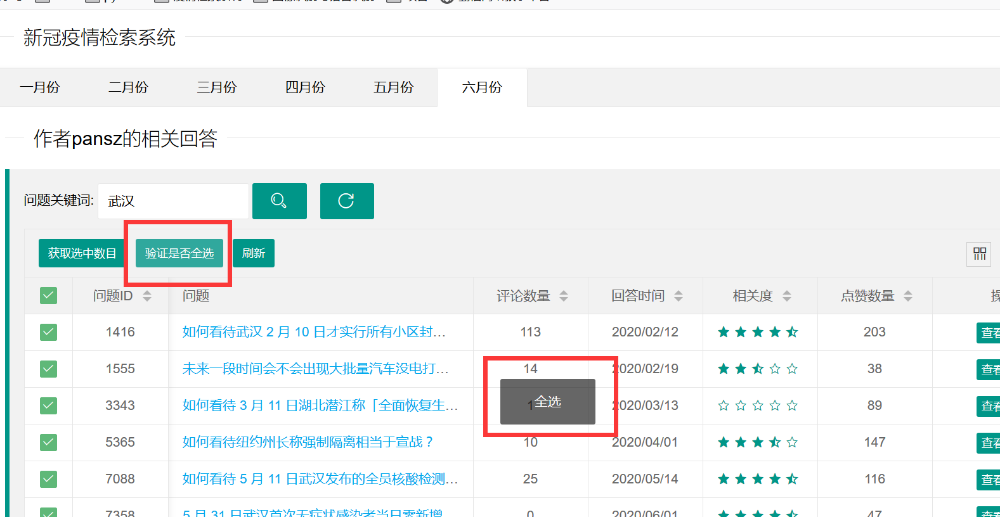 新冠疫情检索系统
一月份 二月份 三月份 四月份 五月份 六月份
作者pansz的相关回答
问题关键词: 武汉
获取选中数目 验证是否全选 刷新
问题ID 问题 评论数量 回答时间 相关度 点赞数量
1416 如何看待武汉 2 月 10 日才实行所有小区封… 113 2020/02/12 203 查看
1555 未来一段时间会不会出现大批量汽车没电打… 14 2020/02/19 38 查看
3343 如何看待 3 月 11 日湖北潜江称「全面恢复生… 1 2020/03/13 89 查看
全选
5365 如何看待纽约州长称强制隔离相当于宣战？ 10 2020/04/01 147 查看
7088 如何看待 5 月 11 日武汉发布的全员核酸检测… 25 2020/05/14 116 查看
7358 5 月 31 日武汉首次无症状感染者当日零新增 0 2020/06/01 47